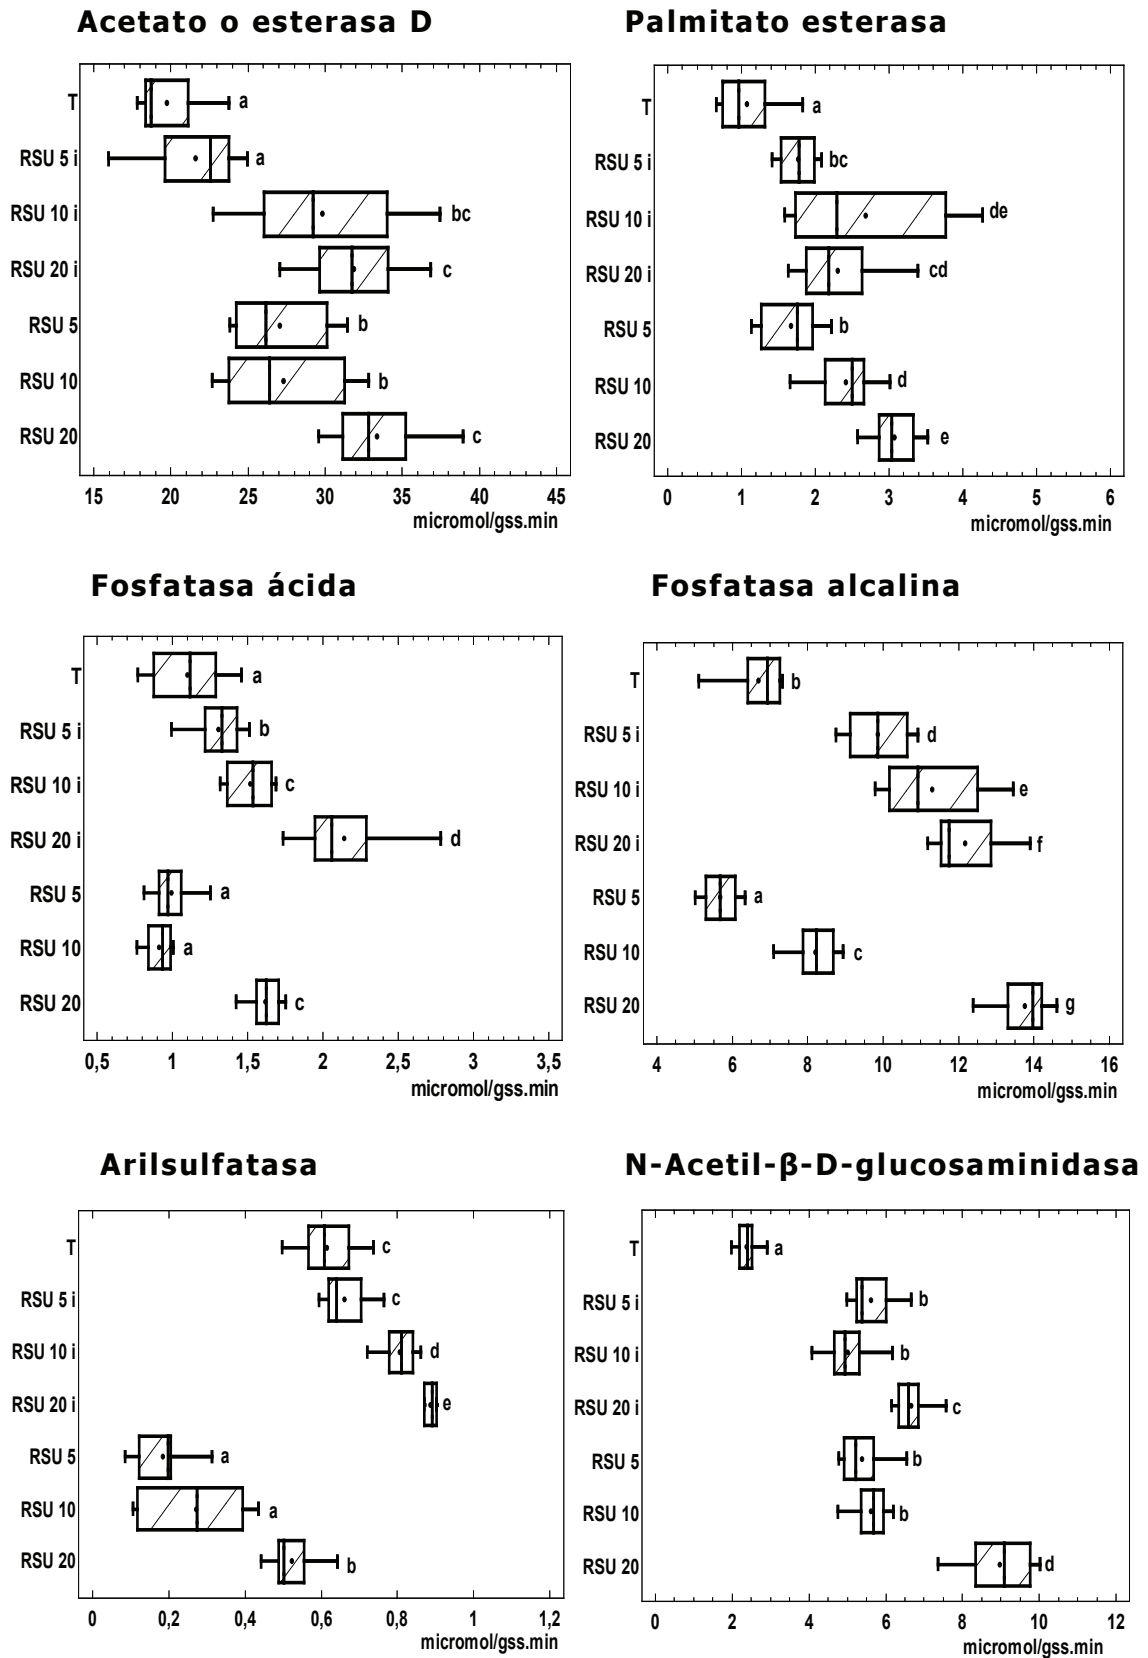 Acetato o esterasa D
T a
RSU 5 i a
RSU 10 i bc
RSU 20 i c
RSU 5 b
RSU 10 b
RSU 20 c
15 20 25 30 35 40 45
micromol/gss.min
Palmitato esterasa
T a
RSU 5 i bc
RSU 10 i de
RSU 20 i cd
RSU 5 b
RSU 10 d
RSU 20 e
0 1 2 3 4 5 6
micromol/gss.min
Fosfatasa ácida
T a
RSU 5 i b
RSU 10 i c
RSU 20 i d
RSU 5 a
RSU 10 a
RSU 20 c
0,5 1 1,5 2 2,5 3 3,5
micromol/gss.min
Fosfatasa alcalina
T b
RSU 5 i d
RSU 10 i e
RSU 20 i f
RSU 5 a
RSU 10 c
RSU 20 g
4 6 8 10 12 14 16
micromol/gss.min
Arilsulfatasa
T c
RSU 5 i c
RSU 10 i d
RSU 20 i e
RSU 5 a
RSU 10 a
RSU 20 b
0 0,2 0,4 0,6 0,8 1 1,2
micromol/gss.min
N-Acetil-β-D-glucosaminidasa
T a
RSU 5 i b
RSU 10 i b
RSU 20 i c
RSU 5 b
RSU 10 b
RSU 20 d
0 2 4 6 8 10 12
micromol/gss.min